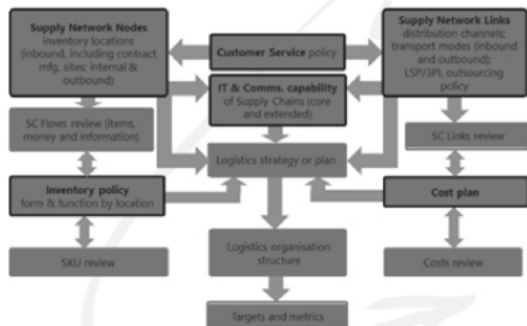 Supply Network Nodes
inventory locations
(inbound, including contract
mfg. sites; internal &
outbound)
Customer Service policy
Supply Network Links
distribution channels;
transport modes (inbound
and outbound);
LSP/3PL outsourcing
policy
IT & Comms. capability
of Supply Chains (core
and extended)
SC Flows review (items,
money and information)
SC Links review
Logistics strategy or plan
Inventory policy
form & function by location
Cost plan
SKU review
Logistics organisation
structure
Costs review
Targets and metrics